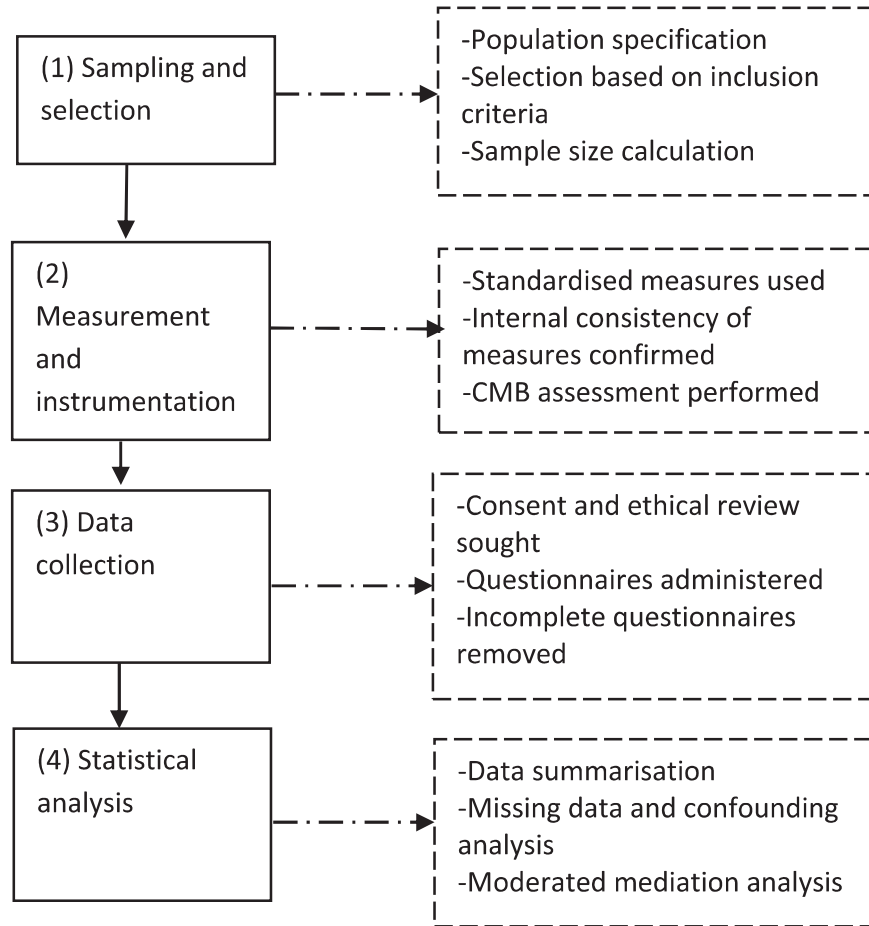 (1) Sampling and
selection
-Population specification
-Selection based on inclusion
criteria
-Sample size calculation
(2)
Measurement
and
instrumentation
-Standardised measures used
-Internal consistency of
measures confirmed
-CMB assessment performed
(3) Data
collection
-Consent and ethical review
sought
-Questionnaires administered
-Incomplete questionnaires
removed
(4) Statistical
analysis
-Data summarisation
-Missing data and confounding
analysis
-Moderated mediation analysis